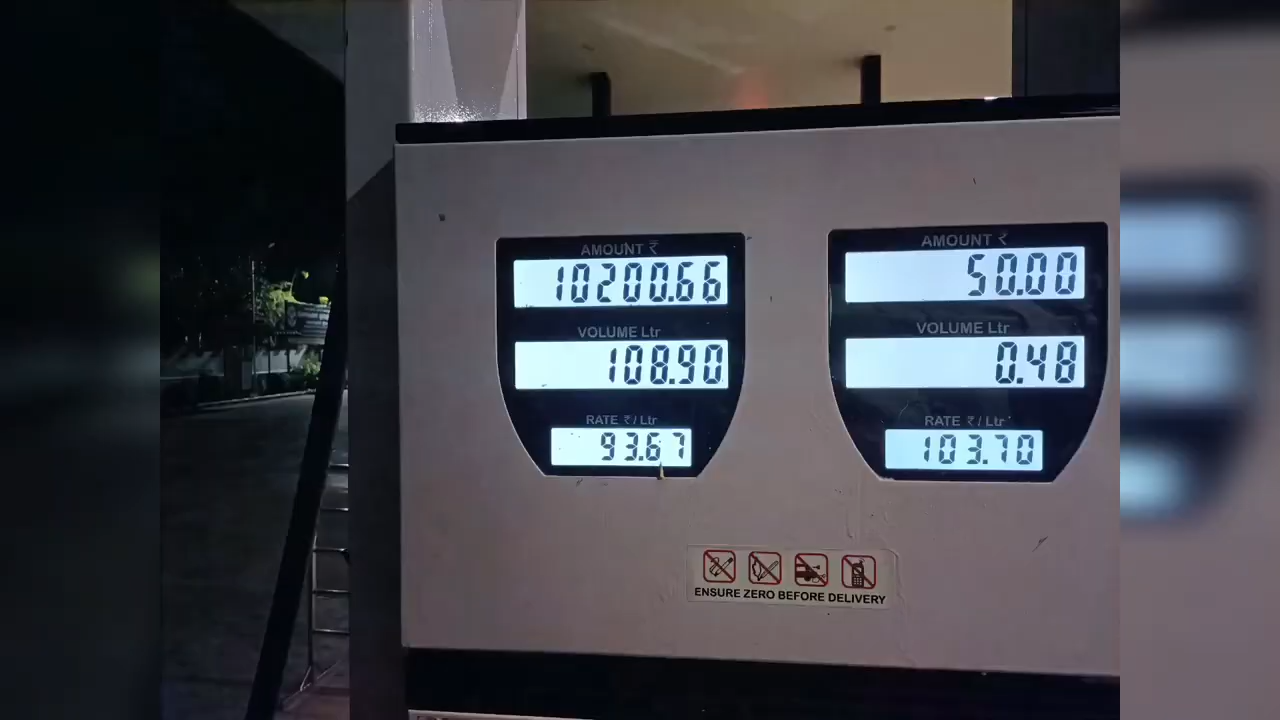 AMOUNT ₹
10200.66
VOLUME Ltr
108.90
RATE ₹/Ltr
93.67
AMOUNT ₹
50.00
VOLUME Ltr
0.48
RATE ₹/Ltr
103.70
ENSURE ZERO BEFORE DELIVERY